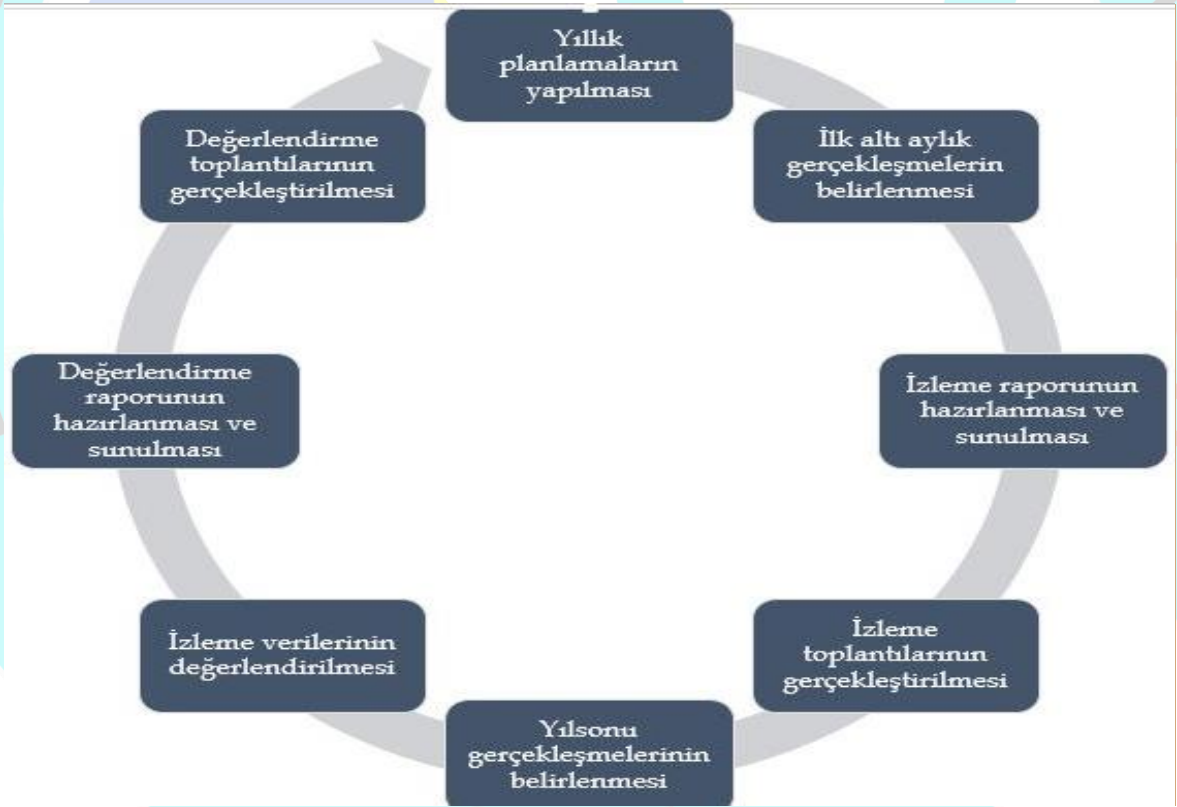 Yıllık
planlamaların
yapılması
İlk altı aylık
gerçekleşmelerin
belirlenmesi
İzleme raporunun
hazırlanması ve
sunulması
İzleme
toplantılarının
gerçekleştirilmesi
Yılsonu
gerçekleşmelerinin
belirlenmesi
İzleme verilerinin
değerlendirilmesi
Değerlendirme
raporunun
hazırlanması ve
sunulması
Değerlendirme
toplantılarının
gerçekleştirilmesi